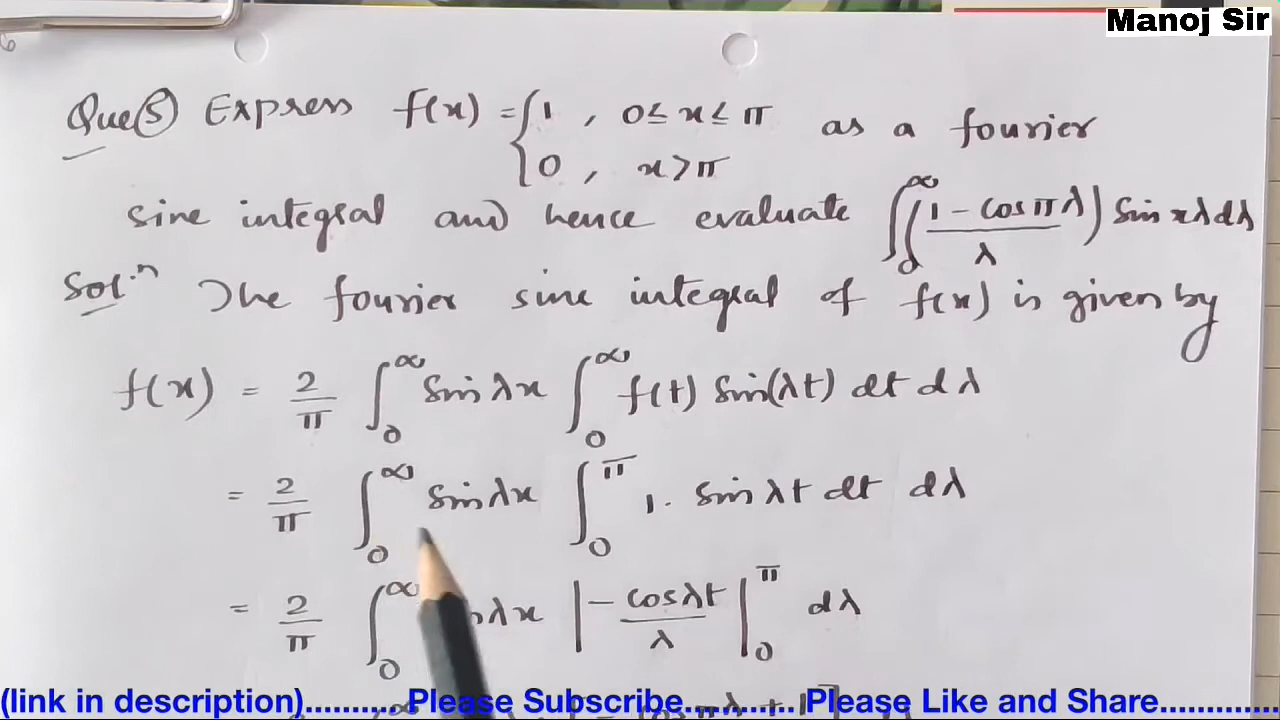 Manoj Sir
Que(5) Express f(x) = { 1 , 0 ≤ x ≤ π as a fourier
0 , x > π
sine integral and hence evaluate ∫₀^∞ ((1 - cos πλ)/λ) sin xλ dλ
Sol.ⁿ The fourier sine integral of f(x) is given by
f(x) = 2/π ∫₀^∞ sin λx ∫₀^∞ f(t) sin(λt) dt dλ
= 2/π ∫₀^∞ sin λx ∫₀^π 1. sin λt dt dλ
= 2/π ∫₀^∞ λx |- cos λt/λ|₀^π dλ
(link in description).......... Please Subscribe............ Please Like and Share.............